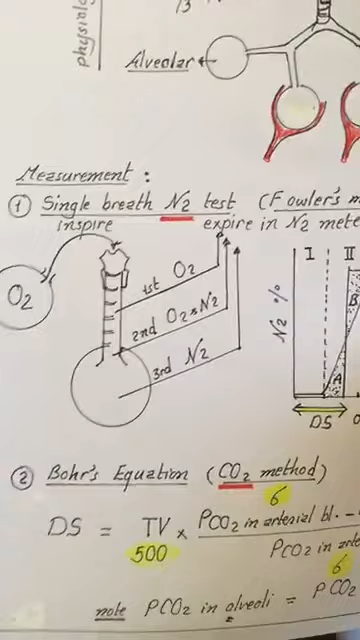 physiolog
Alveolar
Measurement :
① Single breath N2 test (Fowler's m
inspire expire in N2 mete
O2
1st O2
2nd O2 & N2
3rd N2
N2 %
I II
A
B
DS
② Bohr's Equation (CO2 method)
6
DS = TV x PCO2 in arterial bl. -
500 PCO2 in arte
6
note PCO2 in alveoli = PCO2